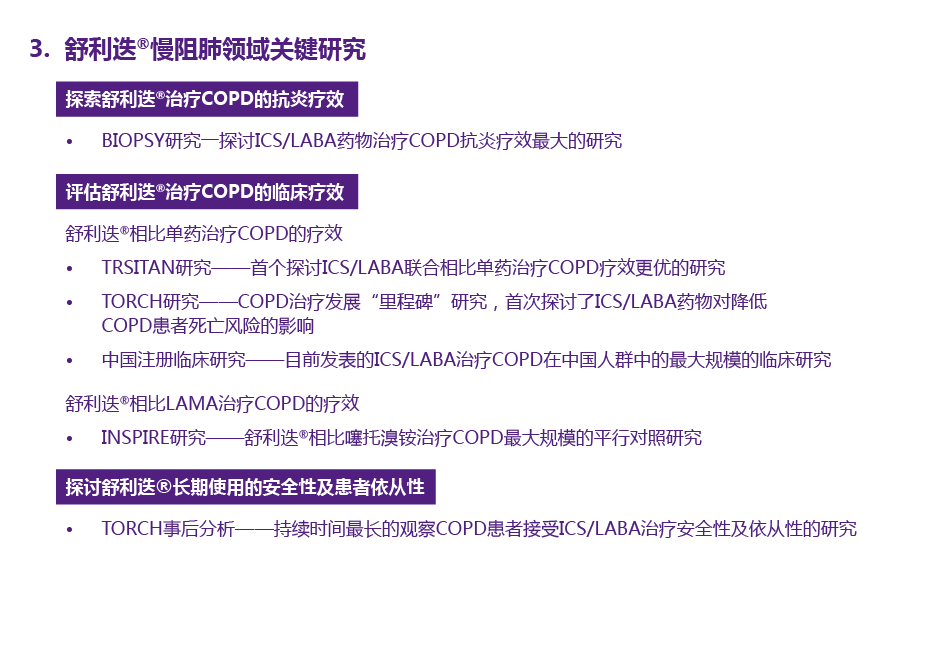 3. 舒利迭®慢阻肺领域关键研究
探索舒利迭®治疗COPD的抗炎疗效
• BIOPSY研究—探讨ICS/LABA药物治疗COPD抗炎疗效最大的研究
评估舒利迭®治疗COPD的临床疗效
舒利迭®相比单药治疗COPD的疗效
• TRSITAN研究——首个探讨ICS/LABA联合相比单药治疗COPD疗效更优的研究
• TORCH研究——COPD治疗发展“里程碑”研究，首次探讨了ICS/LABA药物对降低
COPD患者死亡风险的影响
• 中国注册临床研究——目前发表的ICS/LABA治疗COPD在中国人群中的最大规模的临床研究
舒利迭®相比LAMA治疗COPD的疗效
• INSPIRE研究——舒利迭®相比噻托溴铵治疗COPD最大规模的平行对照研究
探讨舒利迭®长期使用的安全性及患者依从性
• TORCH事后分析——持续时间最长的观察COPD患者接受ICS/LABA治疗安全性及依从性的研究